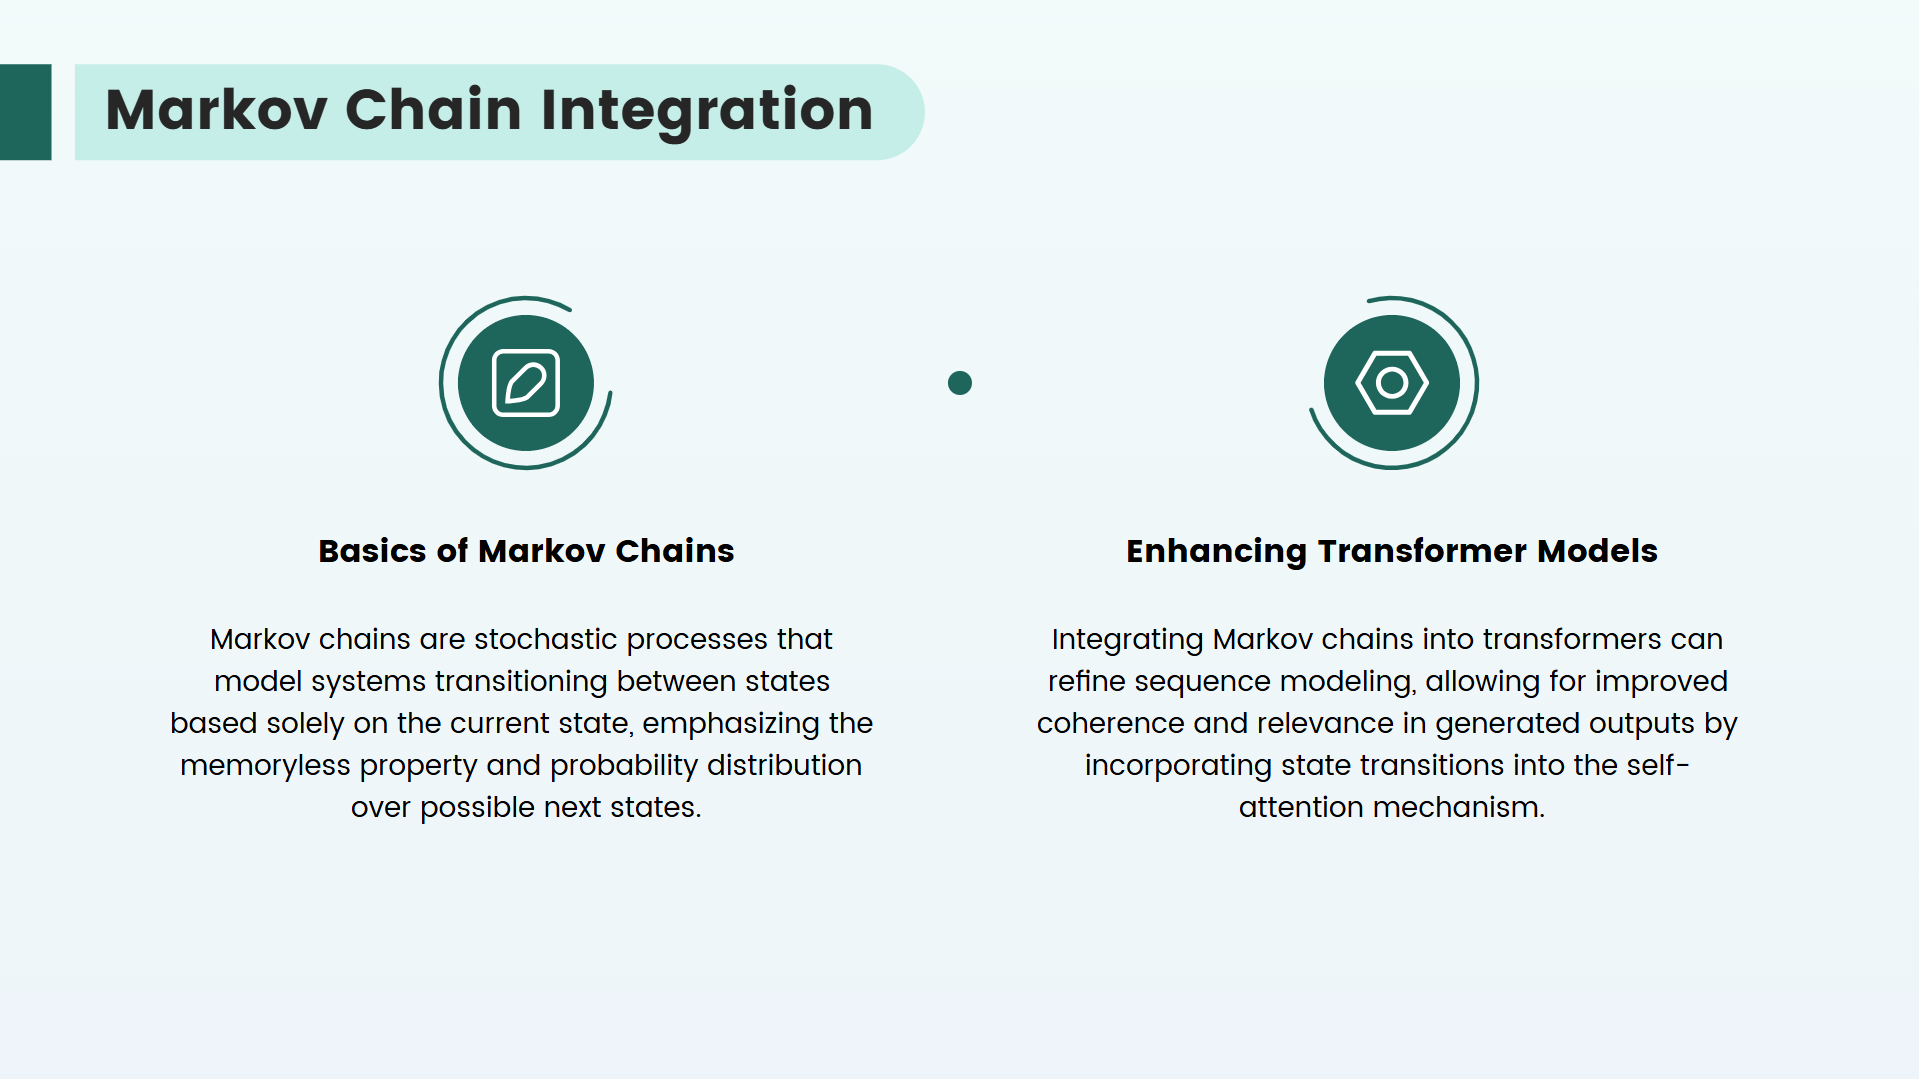 Markov Chain Integration
Basics of Markov Chains
Markov chains are stochastic processes that
model systems transitioning between states
based solely on the current state, emphasizing the
memoryless property and probability distribution
over possible next states.
Enhancing Transformer Models
Integrating Markov chains into transformers can
refine sequence modeling, allowing for improved
coherence and relevance in generated outputs by
incorporating state transitions into the self-
attention mechanism.